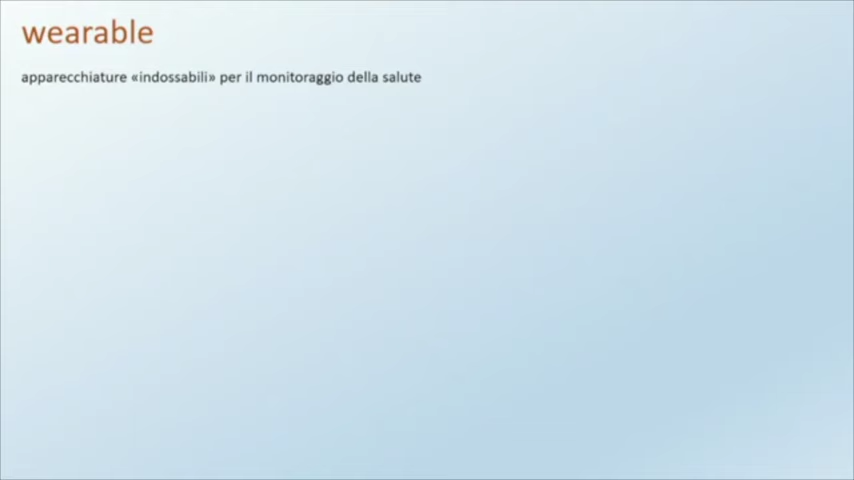 wearable
apparecchiature «indossabili» per il monitoraggio della salute